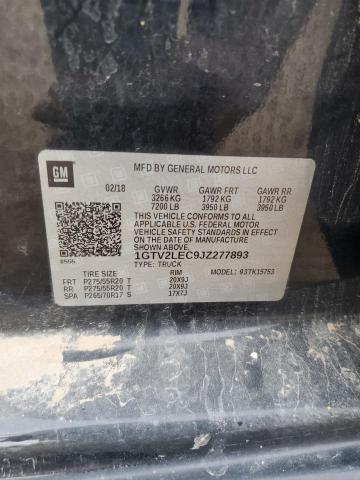 GM
MFD BY GENERAL MOTORS LLC
02/18 GVWR GAWR FRT GAWR RR
3266 KG 1792 KG 1792 KG
7200 LB 3950 LB 3950 LB
THIS VEHICLE CONFORMS TO ALL
APPLICABLE U.S. FEDERAL MOTOR
VEHICLE SAFETY STANDARDS IN EFFECT
ON THE DATE OF MANUFACTURE SHOWN ABOVE.
1GTV2LEC9JZ277893
TYPE: TRUCK
TIRE SIZE RIM MODEL: 937K15753
FRT P275/55R20 T 20X9J
RR P275/55R20 T 20X9J
SPA P265/70R17 S 17X7J